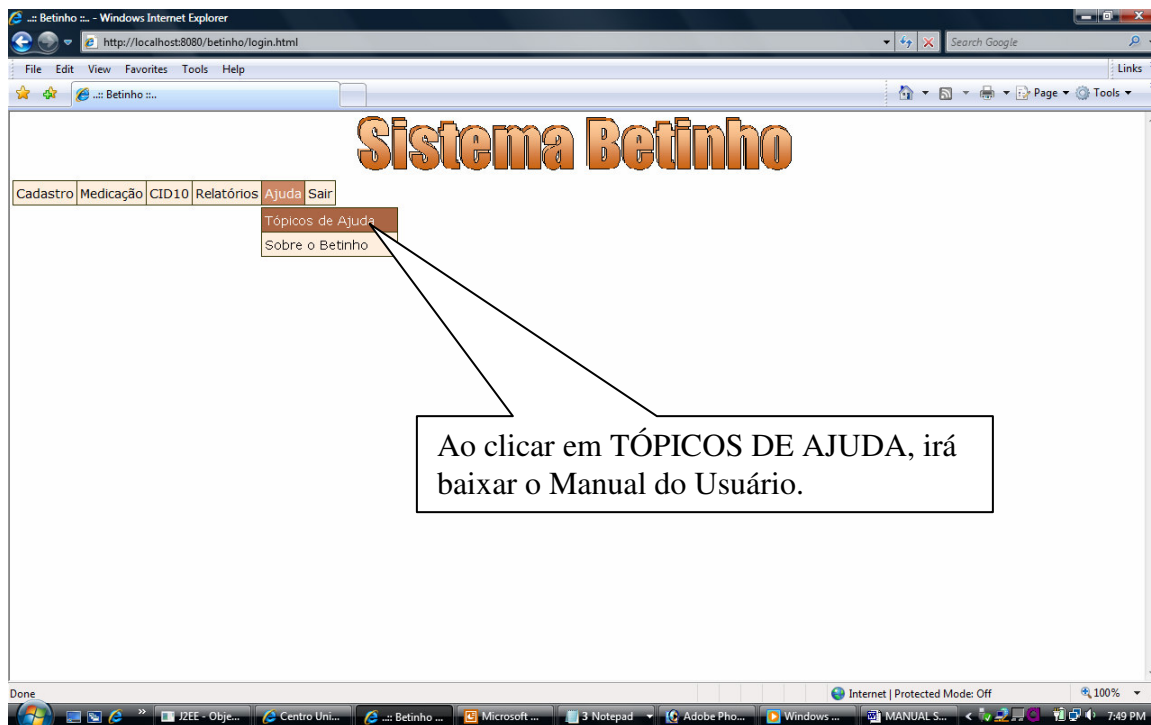 ..:: Betinho ::.. - Windows Internet Explorer
http://localhost:8080/betinho/login.html
Search Google
File Edit View Favorites Tools Help
Links
..:: Betinho ::..
Page Tools
Sistema Betinho
Cadastro Medicação CID10 Relatórios Ajuda Sair
Tópicos de Ajuda
Sobre o Betinho
Ao clicar em TÓPICOS DE AJUDA, irá
baixar o Manual do Usuário.
Done
Internet | Protected Mode: Off
100%
J2EE - Obje... Centro Uni... ..:: Betinho ... Microsoft ... 3 Notepad Adobe Pho... Windows ... MANUAL S... 7:49 PM